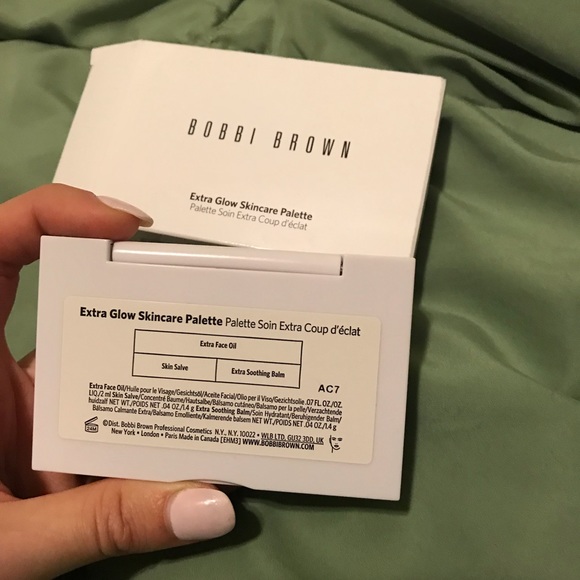 BOBBI BROWN
Extra Glow Skincare Palette
Palette Soin Extra Coup d'éclat
Extra Glow Skincare Palette Palette Soin Extra Coup d'éclat
Extra Face Oil
Skin Salve Extra Soothing Balm
AC7
Extra Face Oil/Huile pour le Visage/Gesichtsöl/Aceite Facial/Olio per il Viso/Gezichtsolie .07 FL.OZ./OZ.
LIQ./2 ml Skin Salve/Concentré Baume/Hautsalbe/Bálsamo cutáneo/Balsamo per la pelle/Verzachtende
huidzalf NET WT./POIDS NET .04 OZ./1,4 g Extra Soothing Balm/Soin Hydratant/Beruhigender Balm/
Bálsamo Calmante Extra/Balsamo Emolliente/Kalmerende balsem NET WT./POIDS NET .04 OZ./1,4 g
24M ©Dist. Bobbi Brown Professional Cosmetics N.Y., N.Y. 10022 • WLB LTD. GU32 3DD, UK
New York • London • Paris Made in Canada [EHM3] WWW.BOBBIBROWN.COM